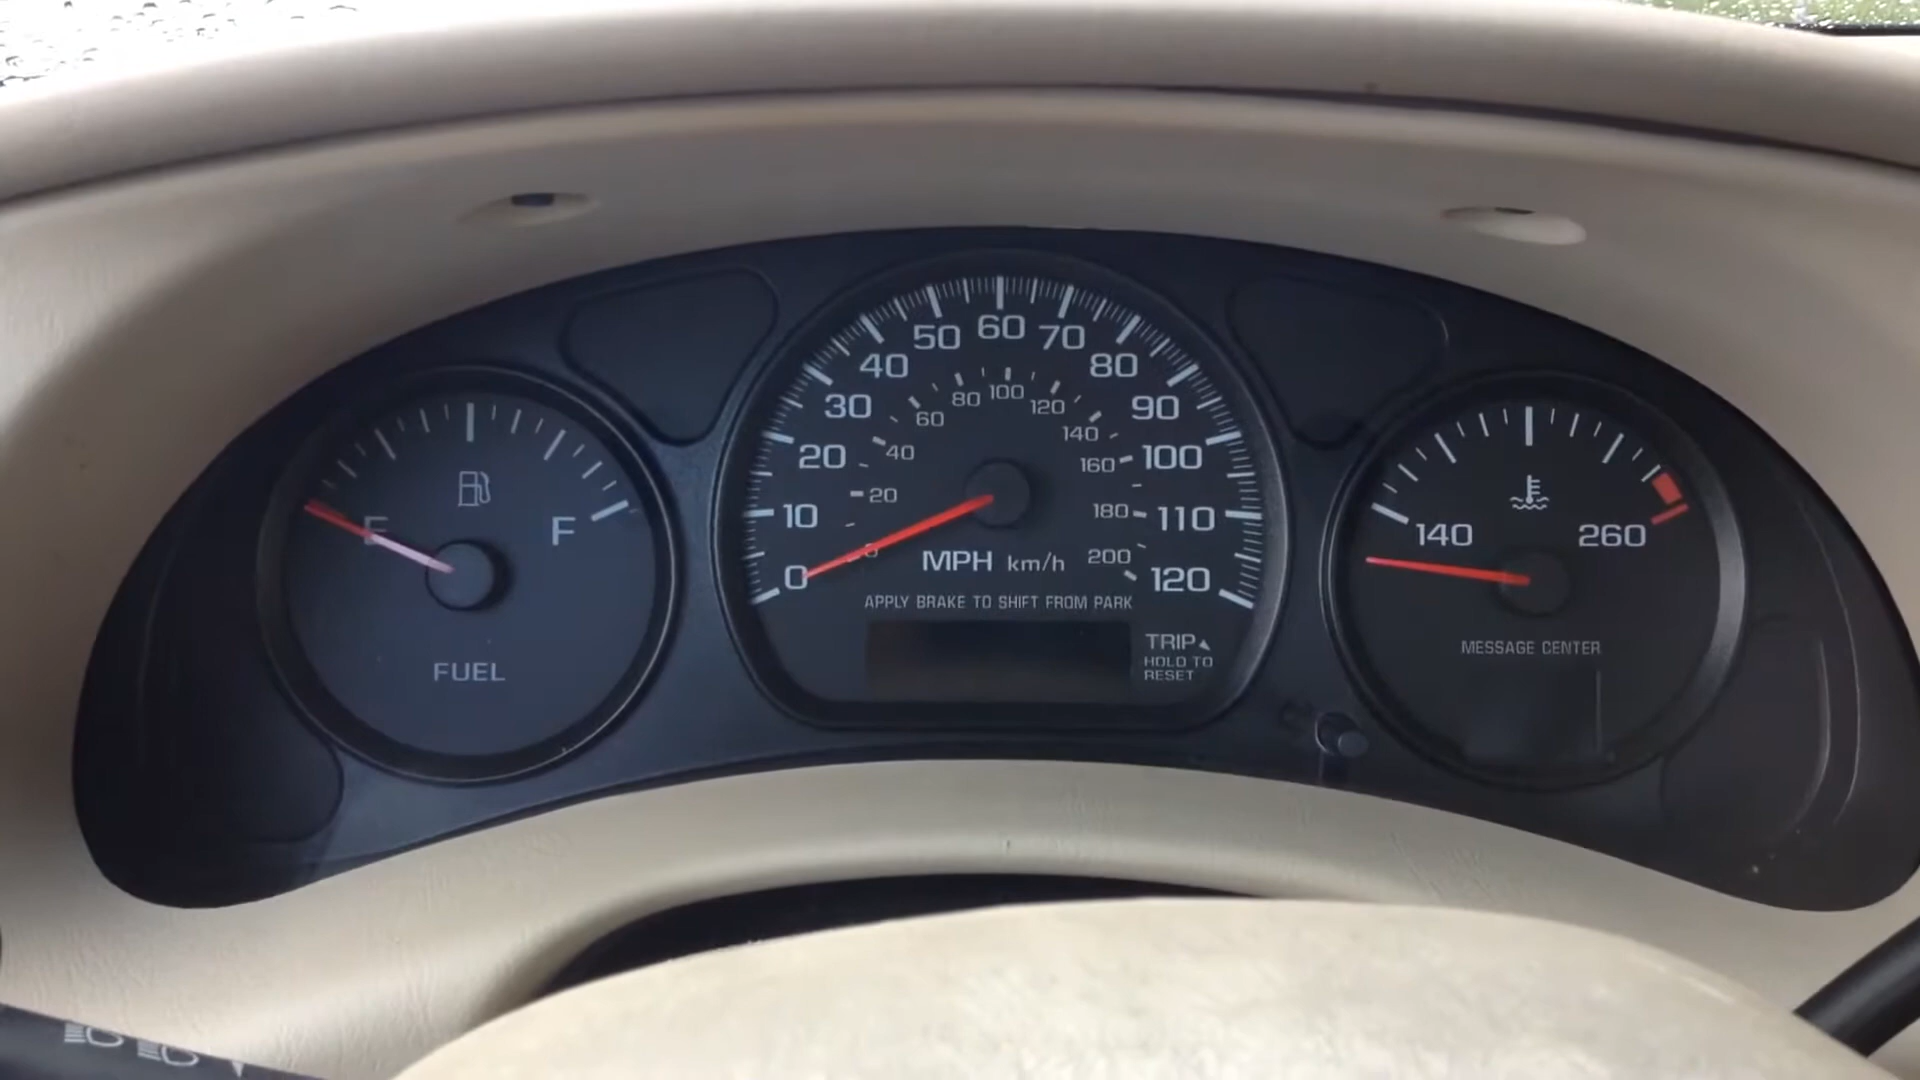 E
F
FUEL
0
10
20
30
40
50
60
70
80
90
100
110
120
20
40
60
80
100
120
140
160
180
200
MPH km/h
APPLY BRAKE TO SHIFT FROM PARK
TRIP
HOLD TO
RESET
140
260
MESSAGE CENTER